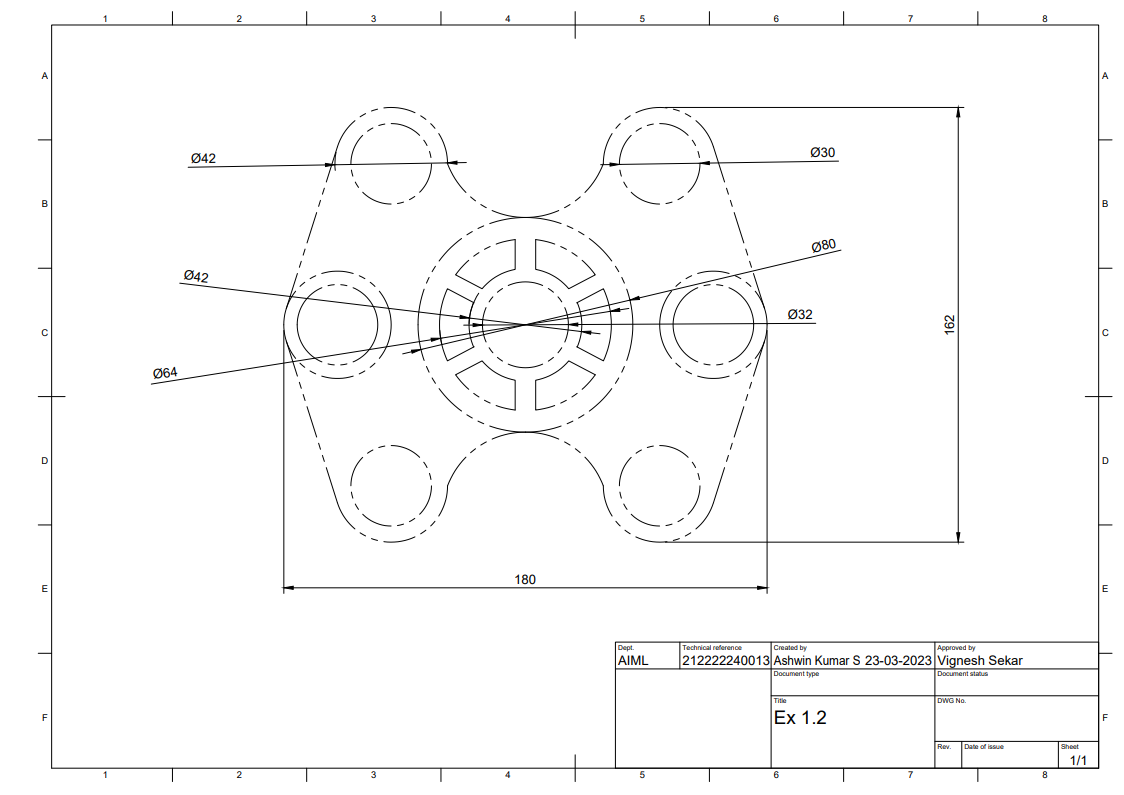 1 2 3 4 5 6 7 8
A A
Ø42 Ø30
B B
Ø80
Ø42
Ø32
C 162 C
Ø64
D D
180
E E
Dept. Technical reference Created by Approved by
AIML 212222240013 Ashwin Kumar S 23-03-2023 Vignesh Sekar
Document type Document status
Title DWG No.
F Ex 1.2 F
Rev. Date of issue Sheet
1/1
1 2 3 4 5 6 7 8